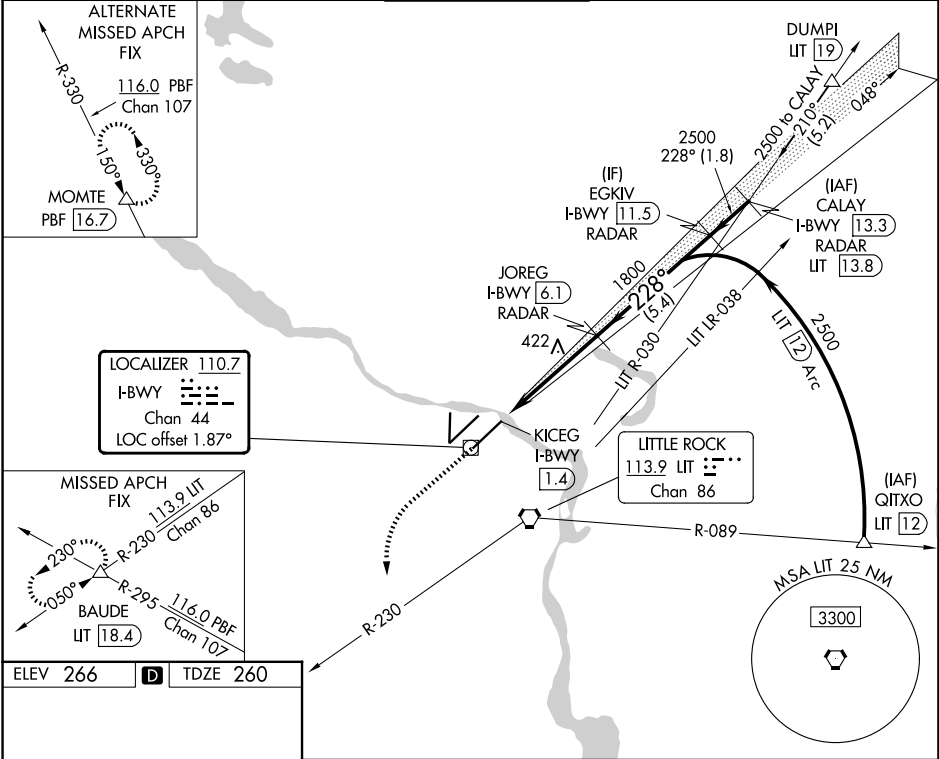 ALTERNATE
MISSED APCH
FIX
R-330
116.0 PBF
Chan 107
150°
330°
MOMTE
PBF 16.7
DUMPI
LIT 19
2500 to CALAY
210°
(5.2)
048°
2500
228° (1.8)
(IF)
EGKIV
I-BWY 11.5
RADAR
(IAF)
CALAY
I-BWY 13.3
RADAR
LIT 13.8
JOREG
I-BWY 6.1
RADAR
1800
228°
(5.4)
422
LIT R-030
LIT LR-038
2500
LIT 12 Arc
LOCALIZER 110.7
I-BWY
Chan 44
LOC offset 1.87°
KICEG
I-BWY
1.4
LITTLE ROCK
113.9 LIT
Chan 86
(IAF)
QITXO
LIT 12
R-089
R-230
MISSED APCH
FIX
113.9 LIT
R-230 Chan 86
230°
050°
R-295 116.0 PBF
Chan 107
BAUDE
LIT 18.4
MSA LIT 25 NM
3300
ELEV 266 D TDZE 260